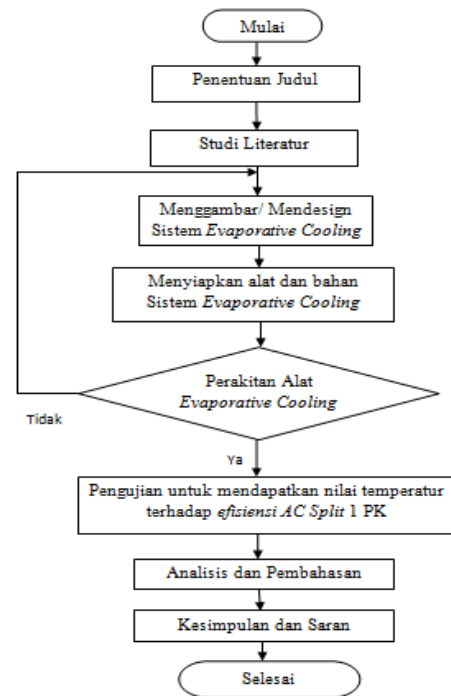 Mulai
Penentuan Judul
Studi Literatur
Menggambar/ Mendesign
Sistem Evaporative Cooling
Menyiapkan alat dan bahan
Sistem Evaporative Cooling
Perakitan Alat
Evaporative Cooling
Tidak
Ya
Pengujian untuk mendapatkan nilai temperatur
terhadap efisiensi AC Split 1 PK
Analisis dan Pembahasan
Kesimpulan dan Saran
Selesai